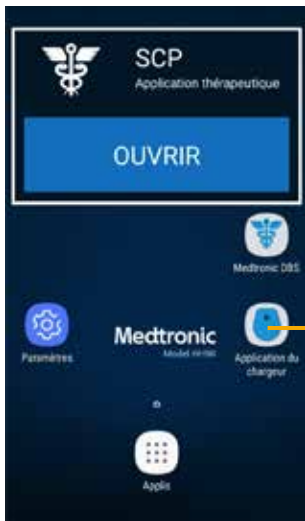 SCP
Application thérapeutique
OUVRIR
Medtronic DBS
Paramètres
Medtronic
Application du
chargeur
Applis